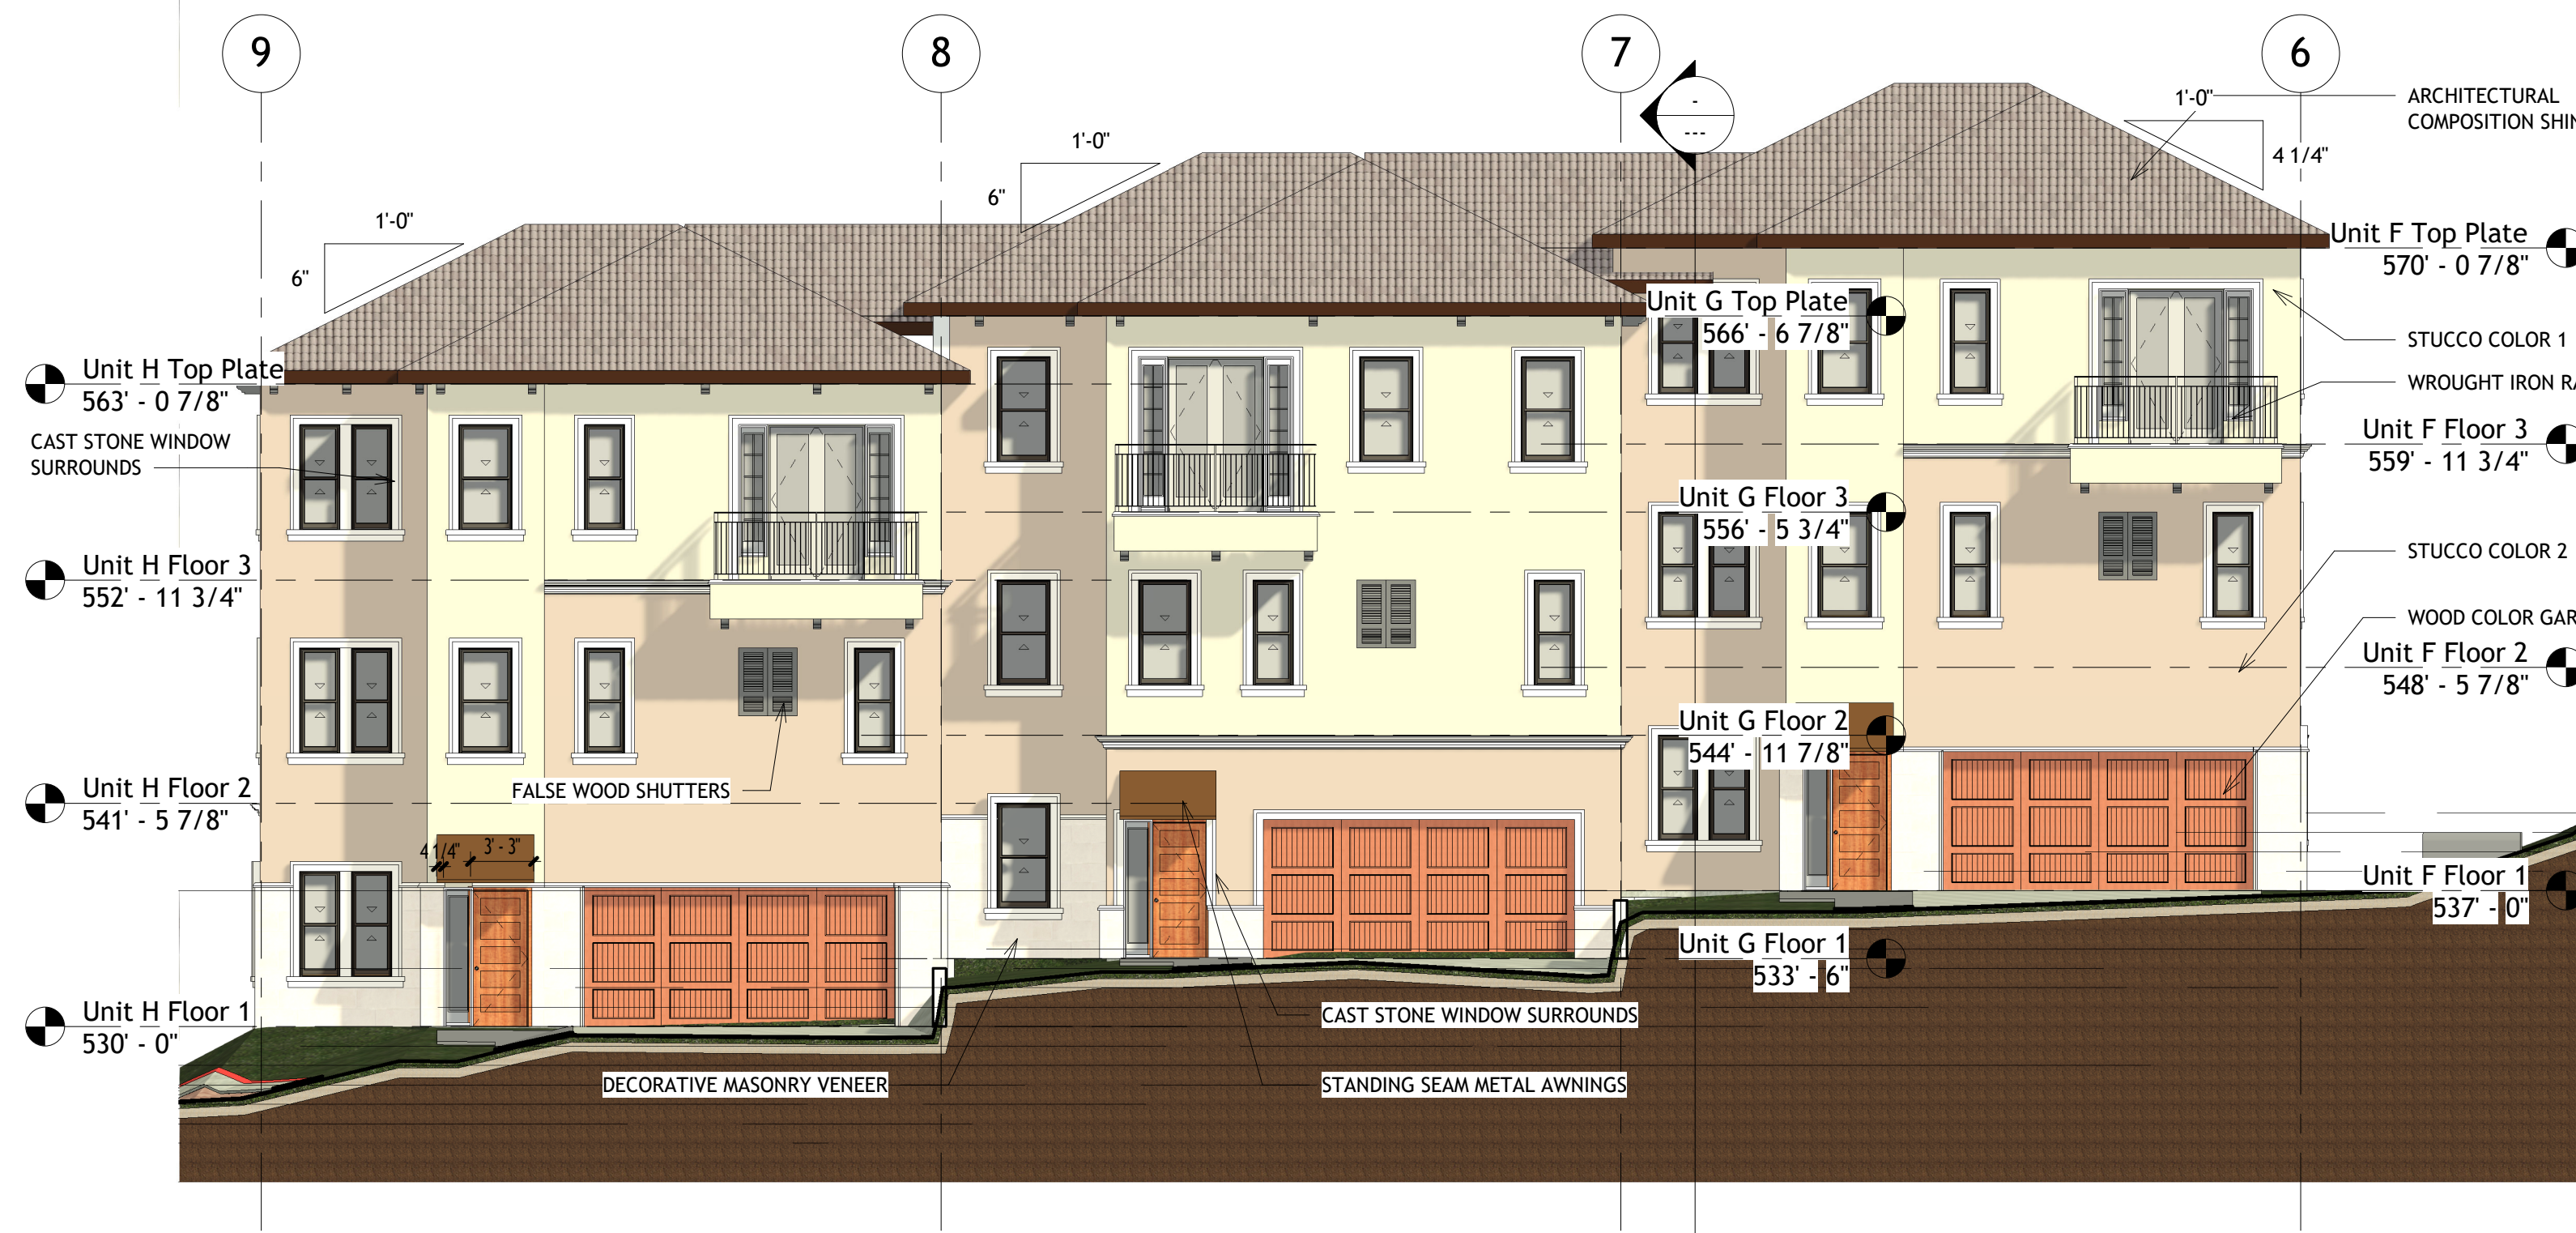 9
8
7
6
-
---
1'-0"
6"
1'-0"
6"
1'-0"
4 1/4"
ARCHITECTURAL
COMPOSITION
Unit F Top Plate
570' - 0 7/8"
Unit G Top Plate
566' - 6 7/8"
STUCCO COLOR 1
Unit H Top Plate
563' - 0 7/8"
WROUGHT IRON
CAST STONE WINDOW
SURROUNDS
Unit F Floor 3
559' - 11 3/4"
Unit G Floor 3
556' - 5 3/4"
STUCCO COLOR 2
Unit H Floor 3
552' - 11 3/4"
WOOD COLOR
Unit F Floor 2
548' - 5 7/8"
Unit G Floor 2
544' - 11 7/8"
FALSE WOOD SHUTTERS
Unit H Floor 2
541' - 5 7/8"
4 1/4"
3' - 3"
Unit F Floor 1
537' - 0"
Unit G Floor 1
533' - 6"
Unit H Floor 1
530' - 0"
CAST STONE WINDOW SURROUNDS
DECORATIVE MASONRY VENEER
STANDING SEAM METAL AWNINGS